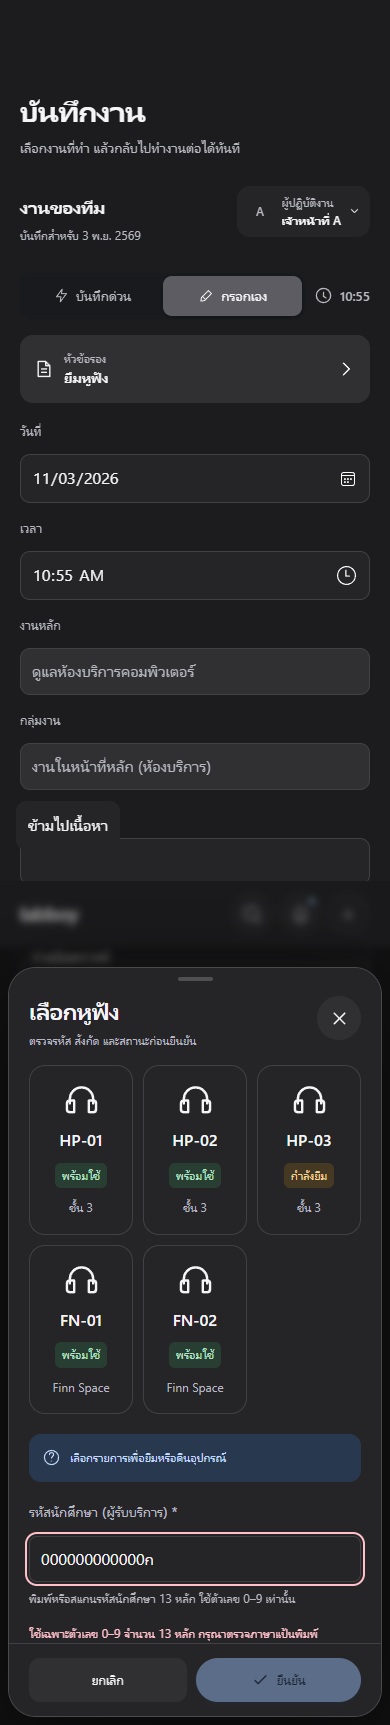 บันทึกงาน
เลือกงานที่ทำ แล้วกลับไปทำงานต่อได้ทันที
งานของทีม
บันทึกสำหรับ 3 พ.ย. 2569
A
ผู้ปฏิบัติงาน
เจ้าหน้าที่ A
บันทึกด่วน
กรอกเอง
10:55
หัวข้อรอง
ยืมหูฟัง
วันที่
11/03/2026
เวลา
10:55 AM
งานหลัก
ดูแลห้องบริการคอมพิวเตอร์
กลุ่มงาน
งานในหน้าที่หลัก (ห้องบริการ)
ข้ามไปเนื้อหา
เลือกหูฟัง
ตรวจรหัส สังกัด และสถานะก่อนยืนยัน
HP-01
พร้อมใช้
ชั้น 3
HP-02
พร้อมใช้
ชั้น 3
HP-03
กำลังยืม
ชั้น 3
FN-01
พร้อมใช้
Finn Space
FN-02
พร้อมใช้
Finn Space
เลือกรายการเพื่อยืมหรือคืนอุปกรณ์
รหัสนักศึกษา (ผู้รับบริการ) *
000000000000ก
พิมพ์หรือสแกนรหัสนักศึกษา 13 หลัก ใช้ตัวเลข 0–9 เท่านั้น
ใช้เฉพาะตัวเลข 0–9 จำนวน 13 หลัก กรุณาตรวจภาษาแป้นพิมพ์
ยกเลิก
ยืนยัน